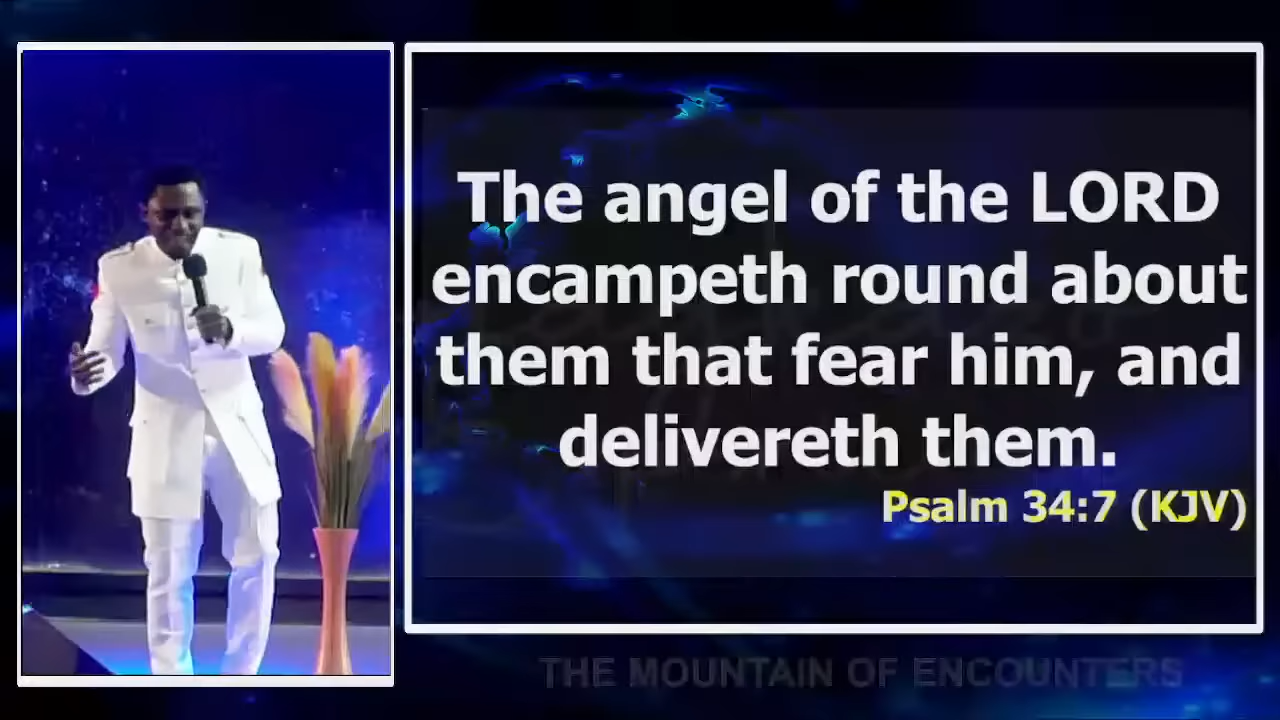 The angel of the LORD
encampeth round about
them that fear him, and
delivereth them.
Psalm 34:7 (KJV)
THE MOUNTAIN OF ENCOUNTERS